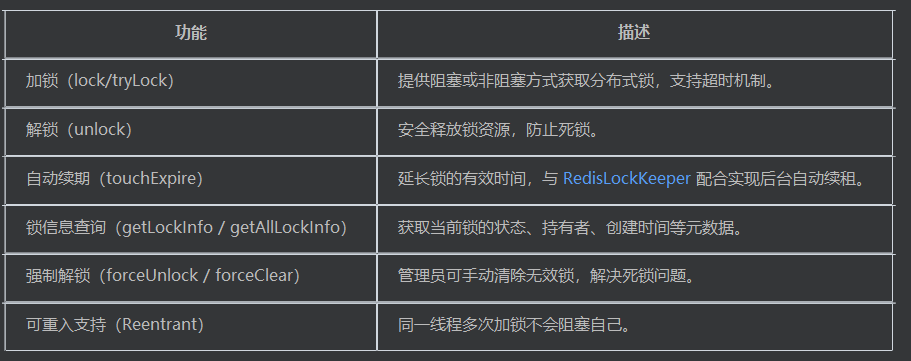 功能 描述
加锁（lock/tryLock） 提供阻塞或非阻塞方式获取分布式锁，支持超时机制。
解锁（unlock） 安全释放锁资源，防止死锁。
自动续期（touchExpire） 延长锁的有效时间，与 RedisLockKeeper 配合实现后台自动续租。
锁信息查询（getLockInfo / getAllLockInfo） 获取当前锁的状态、持有者、创建时间等元数据。
强制解锁（forceUnlock / forceClear） 管理员可手动清除无效锁，解决死锁问题。
可重入支持（Reentrant） 同一线程多次加锁不会阻塞自己。